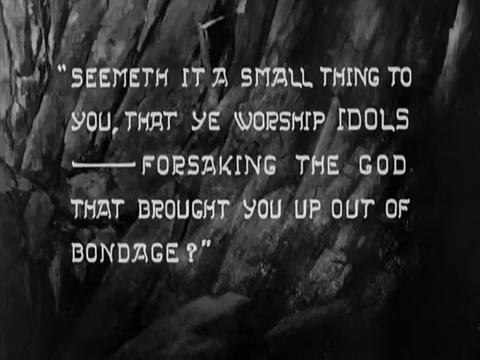 "SEEMETH IT A SMALL THING TO
YOU, THAT YE WORSHIP IDOLS
—FORSAKING THE GOD
THAT BROUGHT YOU UP OUT OF
BONDAGE?"